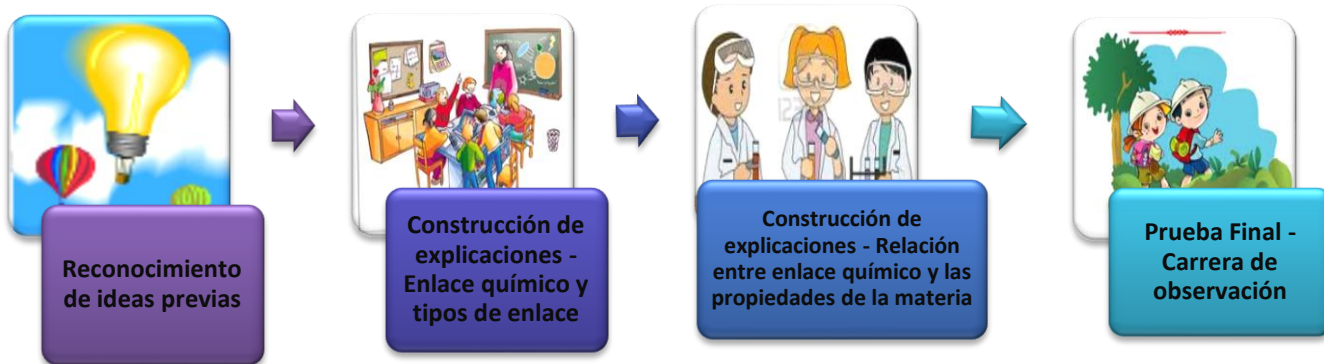 Reconocimiento
de ideas previas
Construcción de
explicaciones -
Enlace químico y
tipos de enlace
Construcción de
explicaciones - Relación
entre enlace químico y las
propiedades de la materia
Prueba Final -
Carrera de
observación